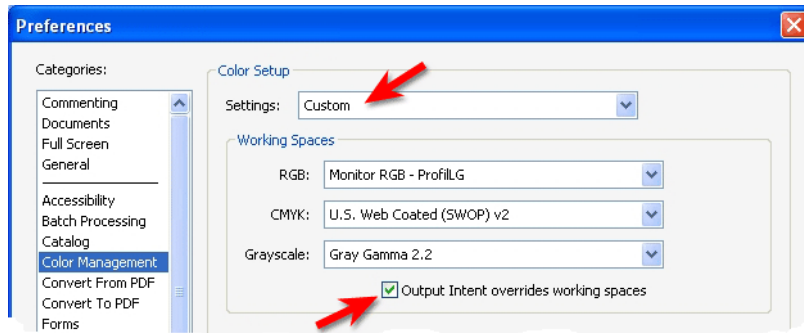 Preferences
Categories:
Commenting
Documents
Full Screen
General
Accessibility
Batch Processing
Catalog
Color Management
Convert From PDF
Convert To PDF
Forms
Color Setup
Settings: Custom
Working Spaces
RGB: Monitor RGB - ProfilLG
CMYK: U.S. Web Coated (SWOP) v2
Grayscale: Gray Gamma 2.2
Output Intent overrides working spaces